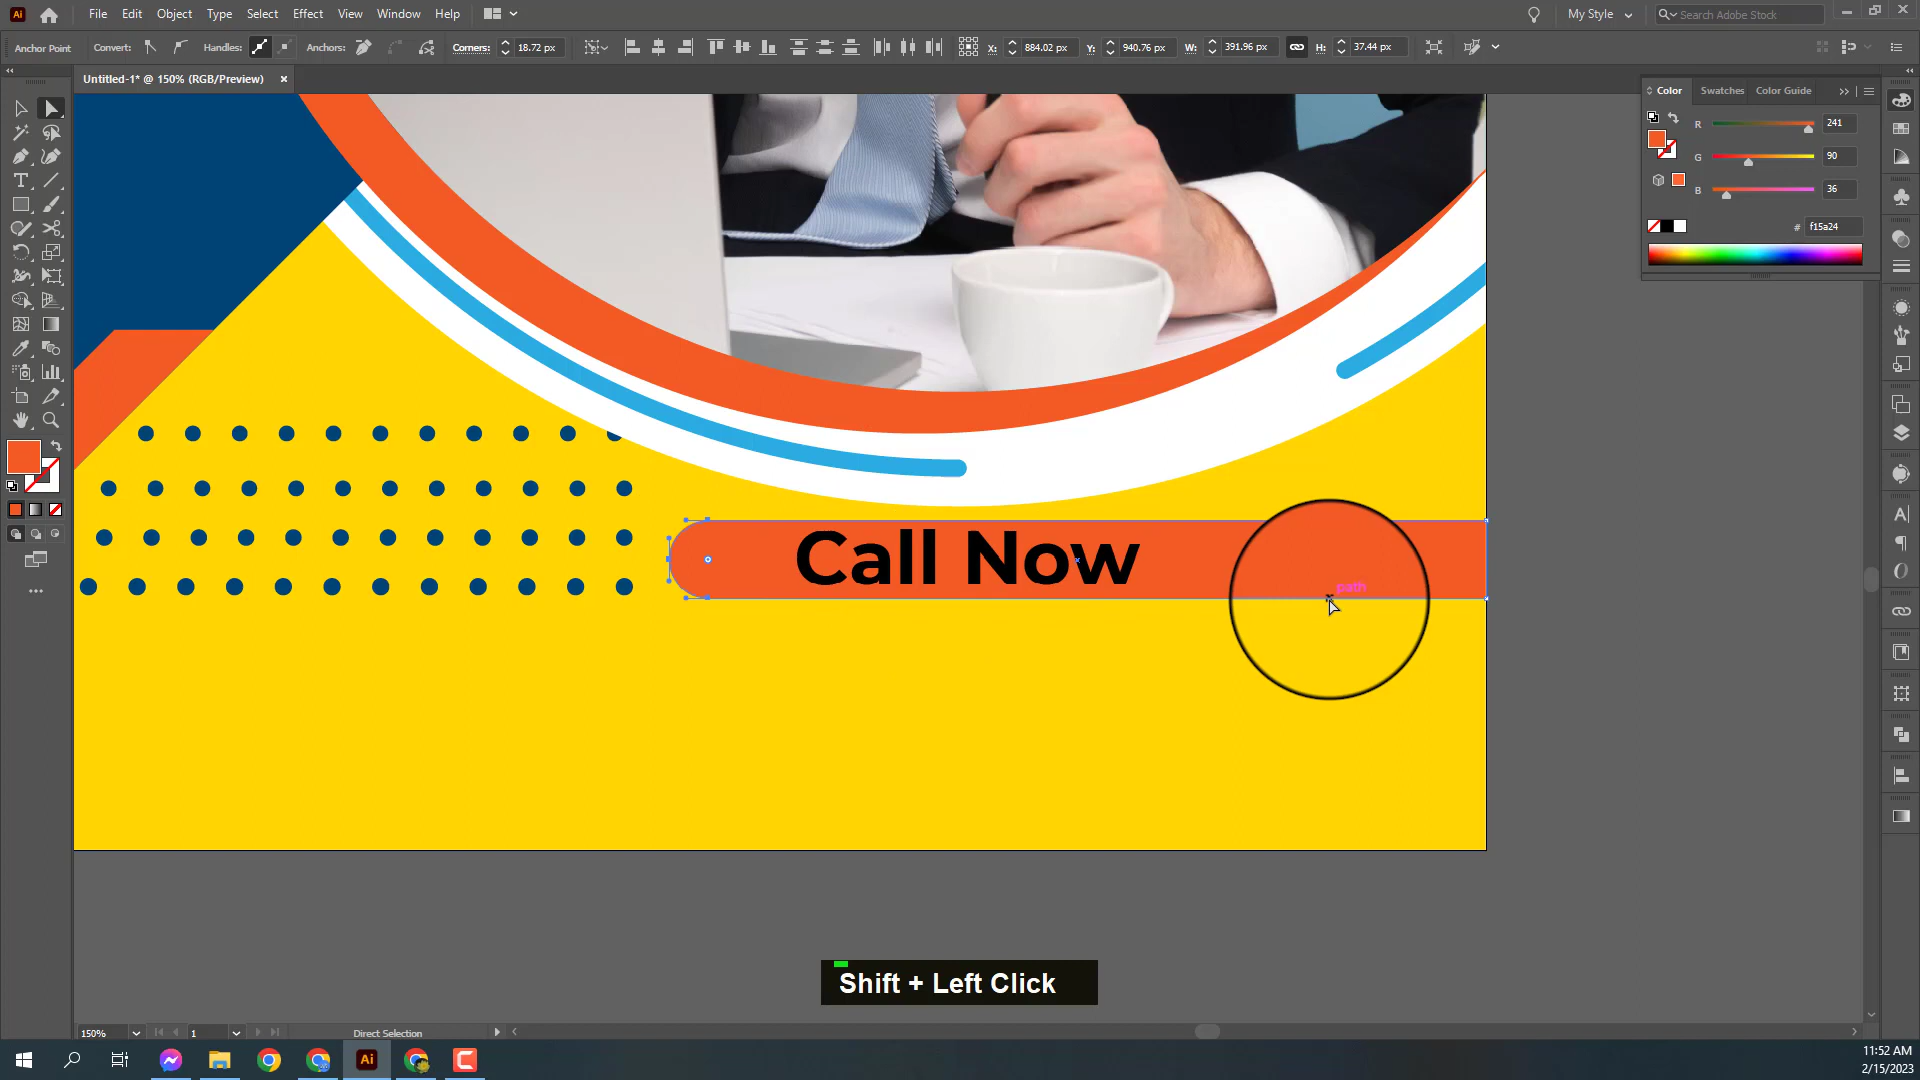 File Edit Object Type Select Effect View Window Help
My Style
Search Adobe Stock
Anchor Point Convert: Handles: Anchors: Corners: 18.72 px X: 884.02 px Y: 940.76 px W: 391.96 px H: 37.44 px
Untitled-1* @ 150% (RGB/Preview) ×
Color Swatches Color Guide
R 241
G 90
B 36
# f15a24
Call Now
path
Shift + Left Click
150% 1 Direct Selection
Ai
11:52 AM
2/15/2023